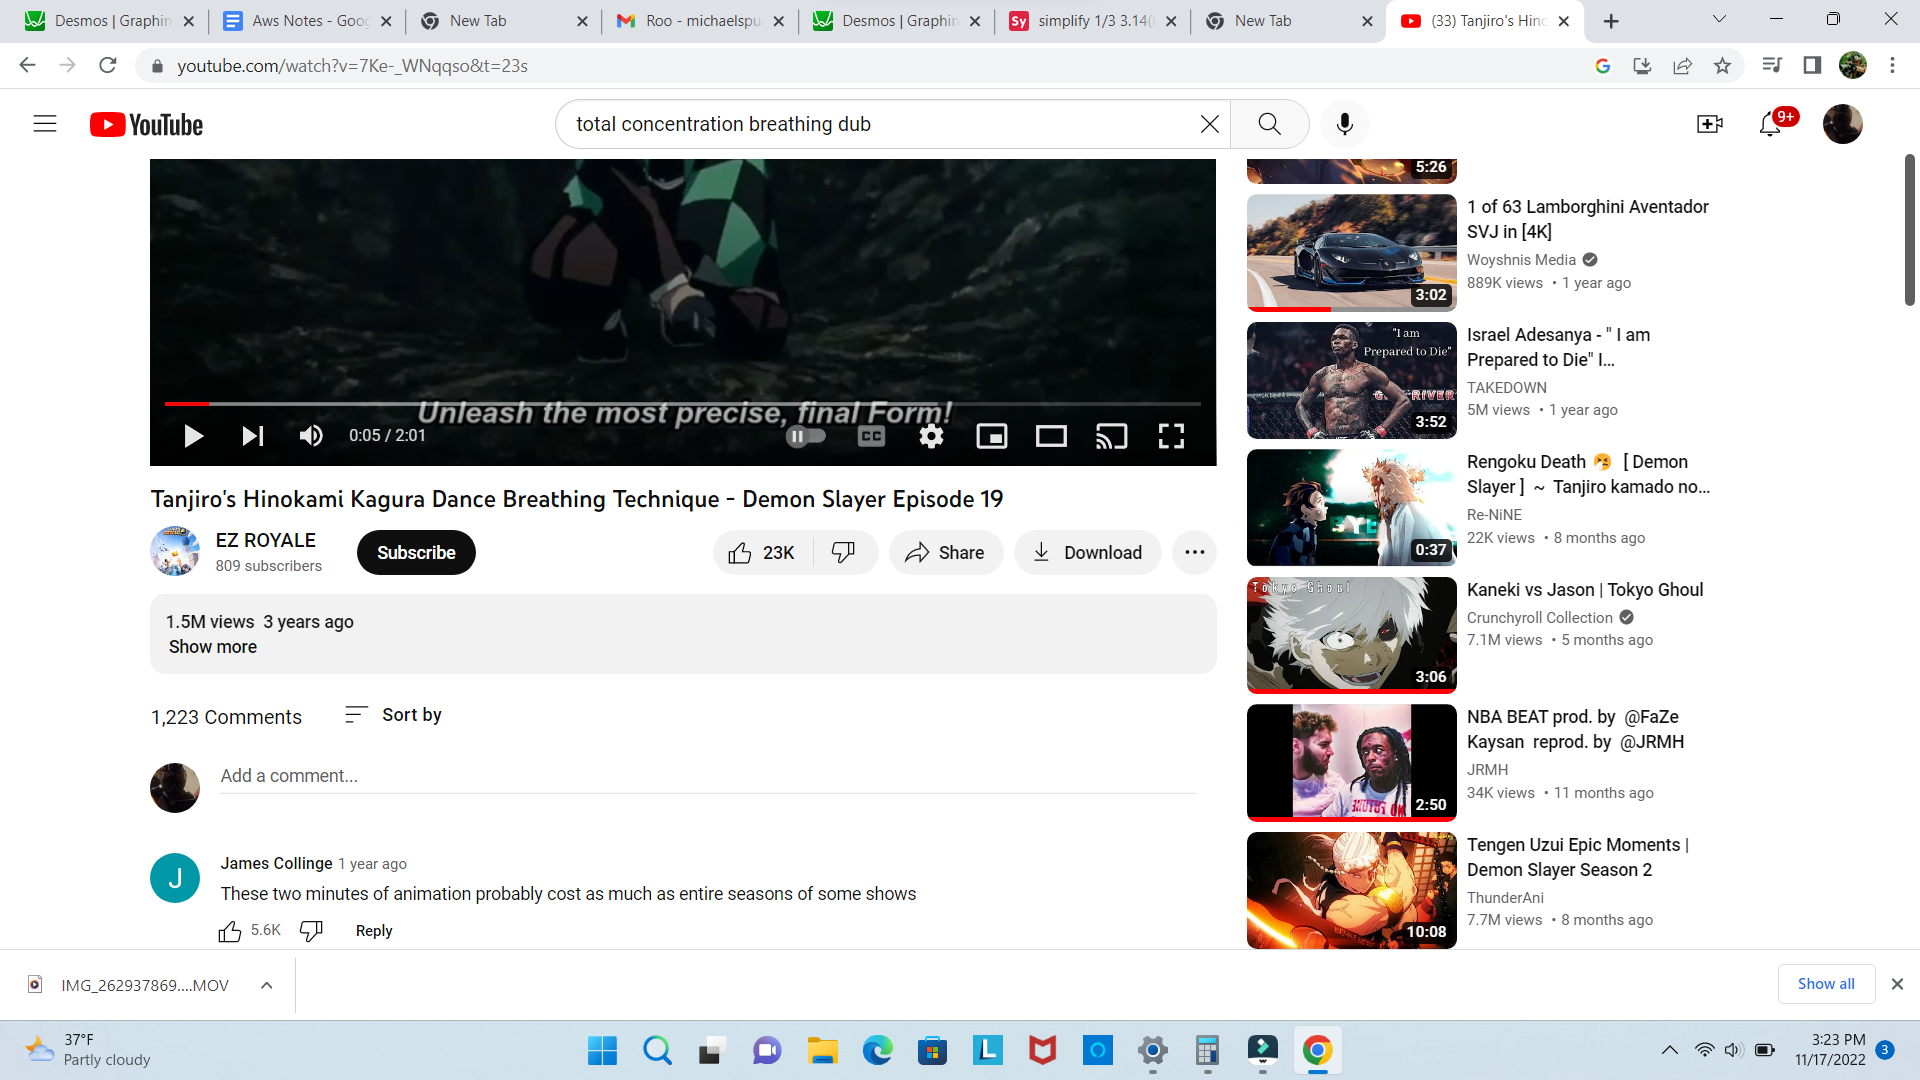 Desmos | Graphin
Aws Notes - Goog
New Tab
Roo - michaelspu
Desmos | Graphin
simplify 1/3 3.14(
New Tab
(33) Tanjiro's Hino
youtube.com/watch?v=7Ke-_WNqqso&t=23s
YouTube
total concentration breathing dub
9+
Unleash the most precise, final Form!
0:05 / 2:01
CC
Tanjiro's Hinokami Kagura Dance Breathing Technique - Demon Slayer Episode 19
EZ ROYALE
809 subscribers
Subscribe
23K
Share
Download
1.5M views 3 years ago
Show more
1,223 Comments
Sort by
Add a comment...
J
James Collinge 1 year ago
These two minutes of animation probably cost as much as entire seasons of some shows
5.6K
Reply
5:26
1 of 63 Lamborghini Aventador
SVJ in [4K]
Woyshnis Media
889K views • 1 year ago
3:02
"I am
Prepared to Die"
RIVER
3:52
Israel Adesanya - " I am
Prepared to Die" I...
TAKEDOWN
5M views • 1 year ago
0:37
Rengoku Death 🤧 [ Demon
Slayer ] ~ Tanjiro kamado no...
Re-NiNE
22K views • 8 months ago
Tokyo Ghoul
3:06
Kaneki vs Jason | Tokyo Ghoul
Crunchyroll Collection
7.1M views • 5 months ago
2:50
NBA BEAT prod. by @FaZe
Kaysan reprod. by @JRMH
JRMH
34K views • 11 months ago
10:08
Tengen Uzui Epic Moments |
Demon Slayer Season 2
ThunderAni
7.7M views • 8 months ago
IMG_262937869....MOV
Show all
37°F
Partly cloudy
3:23 PM
11/17/2022
3